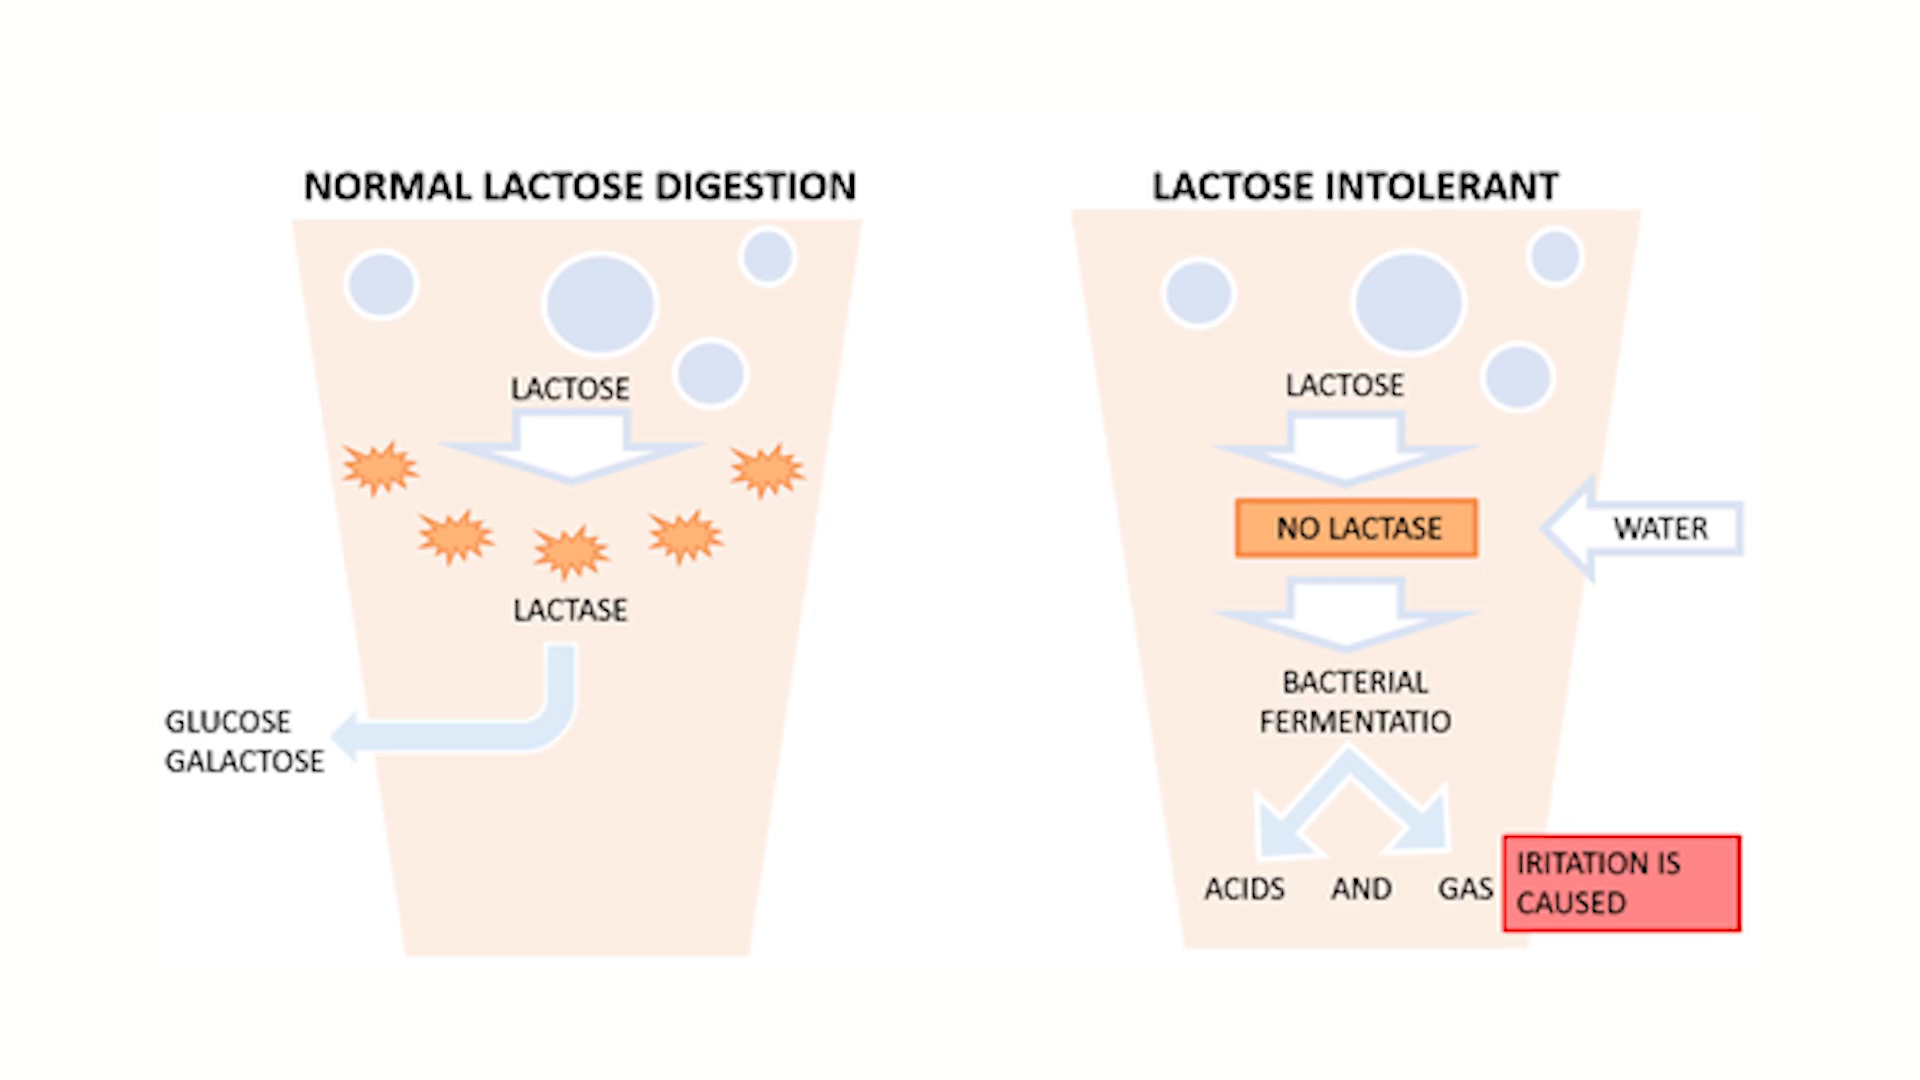 NORMAL LACTOSE DIGESTION
LACTOSE
LACTASE
GLUCOSE
GALACTOSE
LACTOSE INTOLERANT
LACTOSE
NO LACTASE
WATER
BACTERIAL
FERMENTATIO
ACIDS AND GAS
IRITATION IS
CAUSED